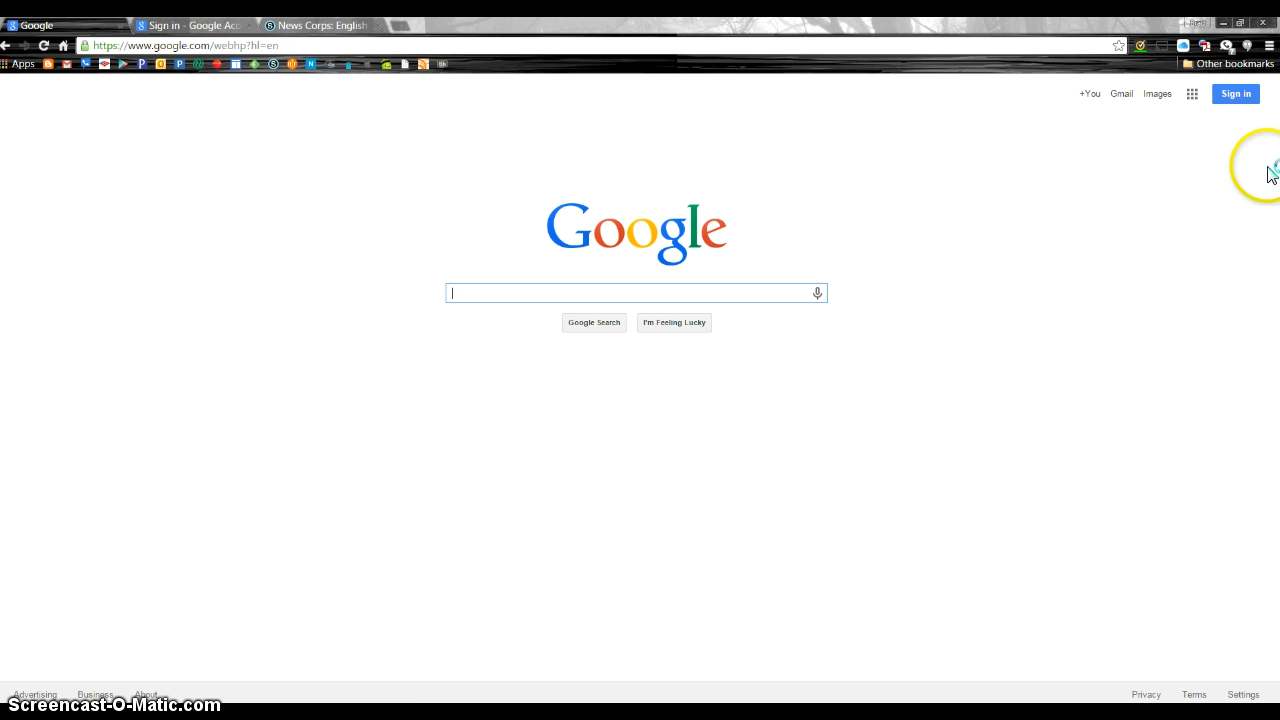 Google
Sign in - Google Acc
News Corps: English
https://www.google.com/webhp?hl=en
Apps
Other bookmarks
+You Gmail Images Sign in
Google
Google Search I'm Feeling Lucky
Advertising Business About
Privacy Terms Settings
Screencast-O-Matic.com